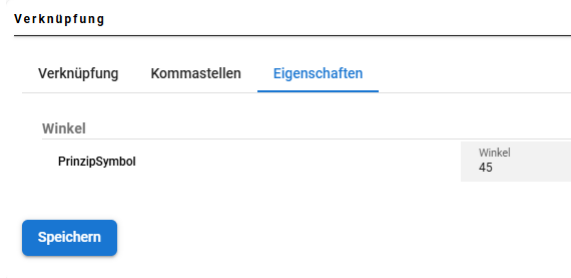 Verknüpfung
Verknüpfung Kommastellen Eigenschaften
Winkel
PrinzipSymbol
Winkel
45
Speichern